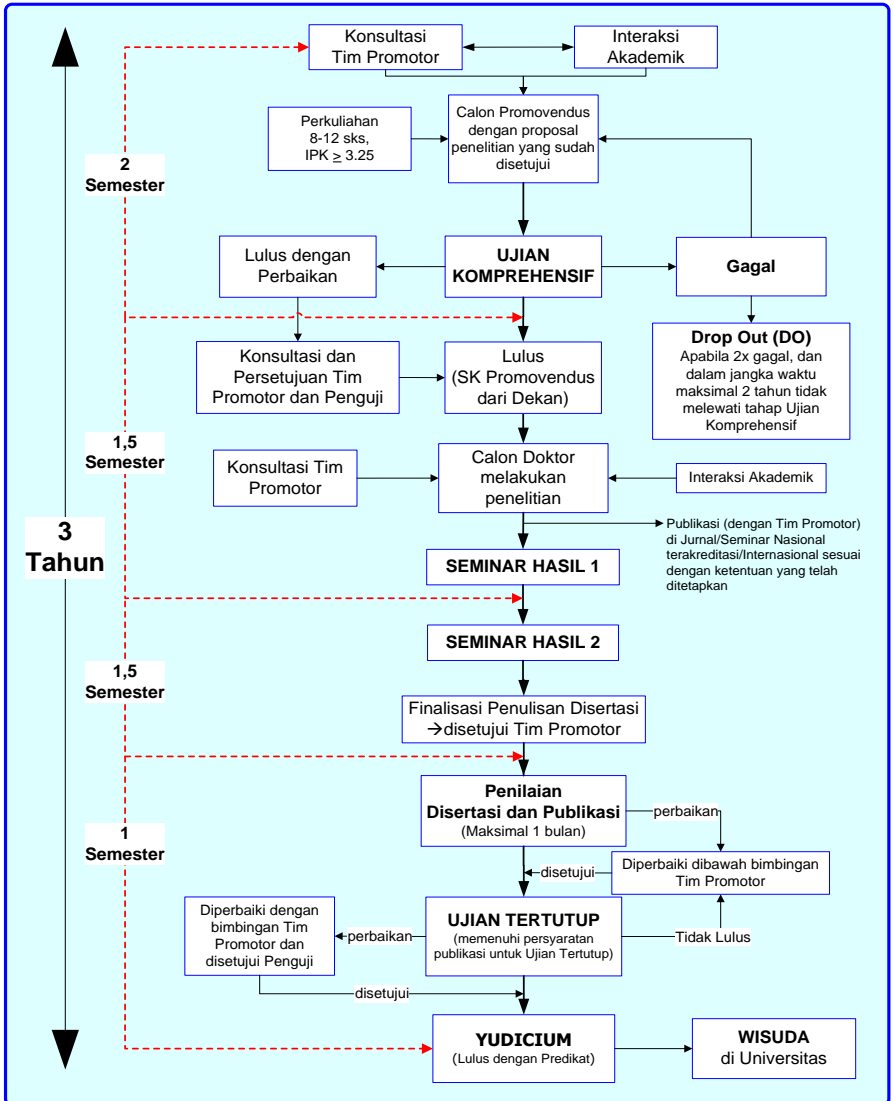 Konsultasi
Tim Promotor
Interaksi
Akademik
Perkuliahan
8-12 sks,
IPK ≥ 3.25
Calon Promovendus
dengan proposal
penelitian yang sudah
disetujui
2
Semester
Lulus dengan
Perbaikan
UJIAN
KOMPREHENSIF
Gagal
Konsultasi dan
Persetujuan Tim
Promotor dan Penguji
Lulus
(SK Promovendus
dari Dekan)
Drop Out (DO)
Apabila 2x gagal, dan
dalam jangka waktu
maksimal 2 tahun tidak
melewati tahap Ujian
Komprehensif
1,5
Semester
Konsultasi Tim
Promotor
Calon Doktor
melakukan
penelitian
Interaksi Akademik
3
Tahun
Publikasi (dengan Tim Promotor)
di Jurnal/Seminar Nasional
terakreditasi/Internasional sesuai
dengan ketentuan yang telah
ditetapkan
SEMINAR HASIL 1
SEMINAR HASIL 2
1,5
Semester
Finalisasi Penulisan Disertasi
→disetujui Tim Promotor
Penilaian
Disertasi dan Publikasi
(Maksimal 1 bulan)
perbaikan
1
Semester
disetujui
Diperbaiki dibawah bimbingan
Tim Promotor
Diperbaiki dengan
bimbingan Tim
Promotor dan
disetujui Penguji
perbaikan
UJIAN TERTUTUP
(memenuhi persyaratan
publikasi untuk Ujian Tertutup)
Tidak Lulus
disetujui
YUDICIUM
(Lulus dengan Predikat)
WISUDA
di Universitas